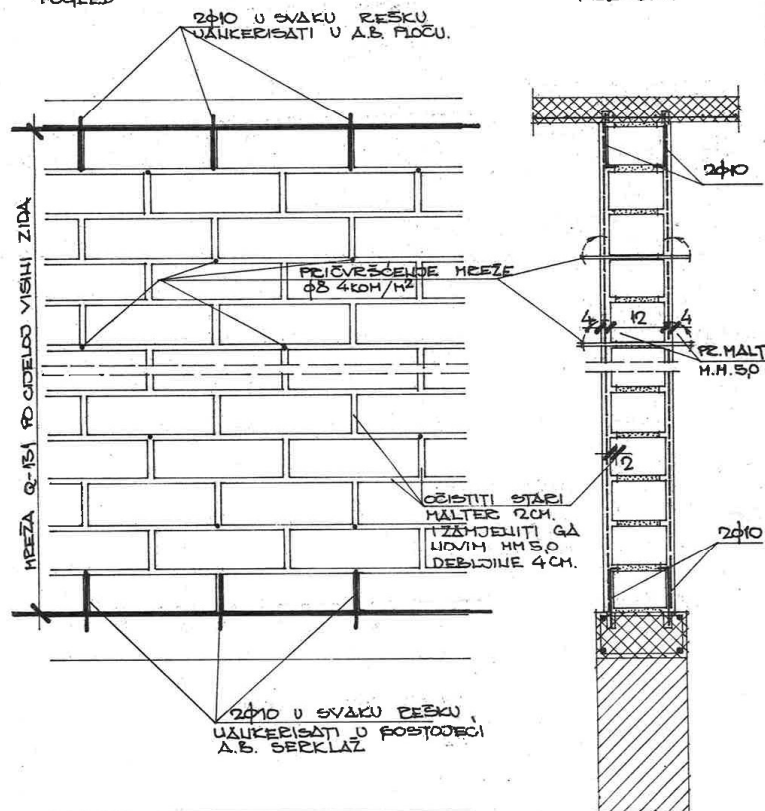 POGLED
2ϕ10 U SVAKU REŠKU
UANKERISATI U A.B. PLOČU.
2ϕ10
MREŽA Q-131 PO CIJELOJ VISINI ZIDA
PRIČVRŠĆENJE MREŽE
ϕ8 4KOM/M²
4 12 4
PR. MALT
M.M. 5,0
2
OČISTITI STARI
MALTER 2CM.
I ZAMJENITI GA
NOVIM MM 5,0
DEBLJINE 4CM.
2ϕ10
2ϕ10 U SVAKU REŠKU
UANKERISATI U POSTOJEĆI
A.B. SERKLAŽ